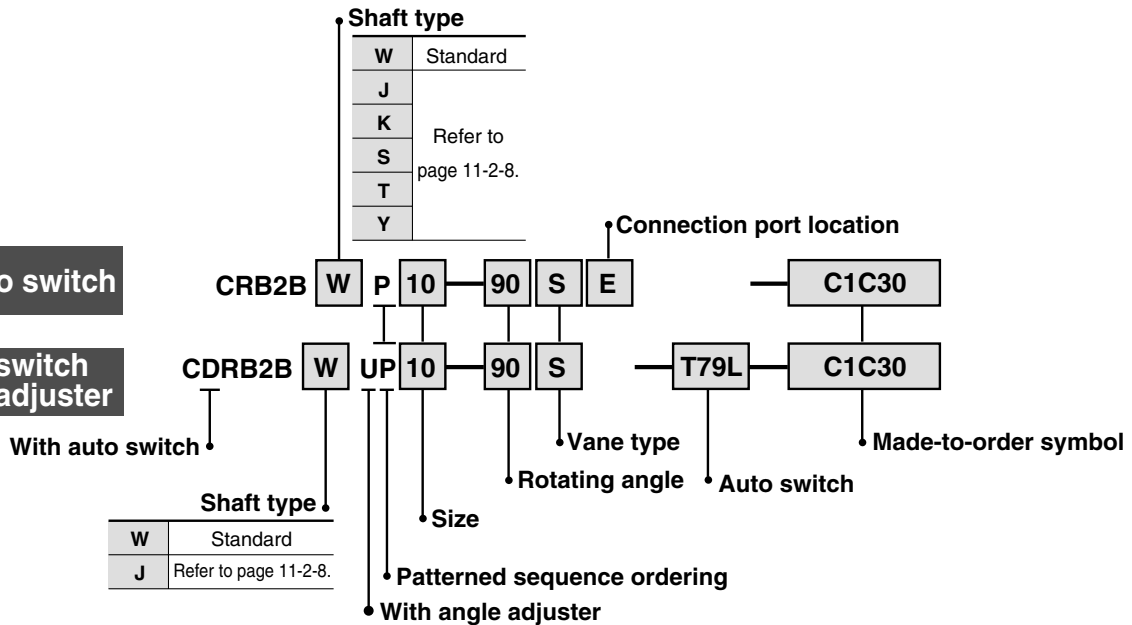 Shaft type
W Standard
J
K
S
T
Y
Refer to
page 11-2-8.
Connection port location
switch
CRB2B W P 10 — 90 S E — C1C30
switch
adjuster
CDRB2B W UP 10 — 90 S — T79L — C1C30
With auto switch
Vane type
Made-to-order symbol
Rotating angle
Auto switch
Shaft type
Size
W Standard
J Refer to page 11-2-8.
Patterned sequence ordering
With angle adjuster